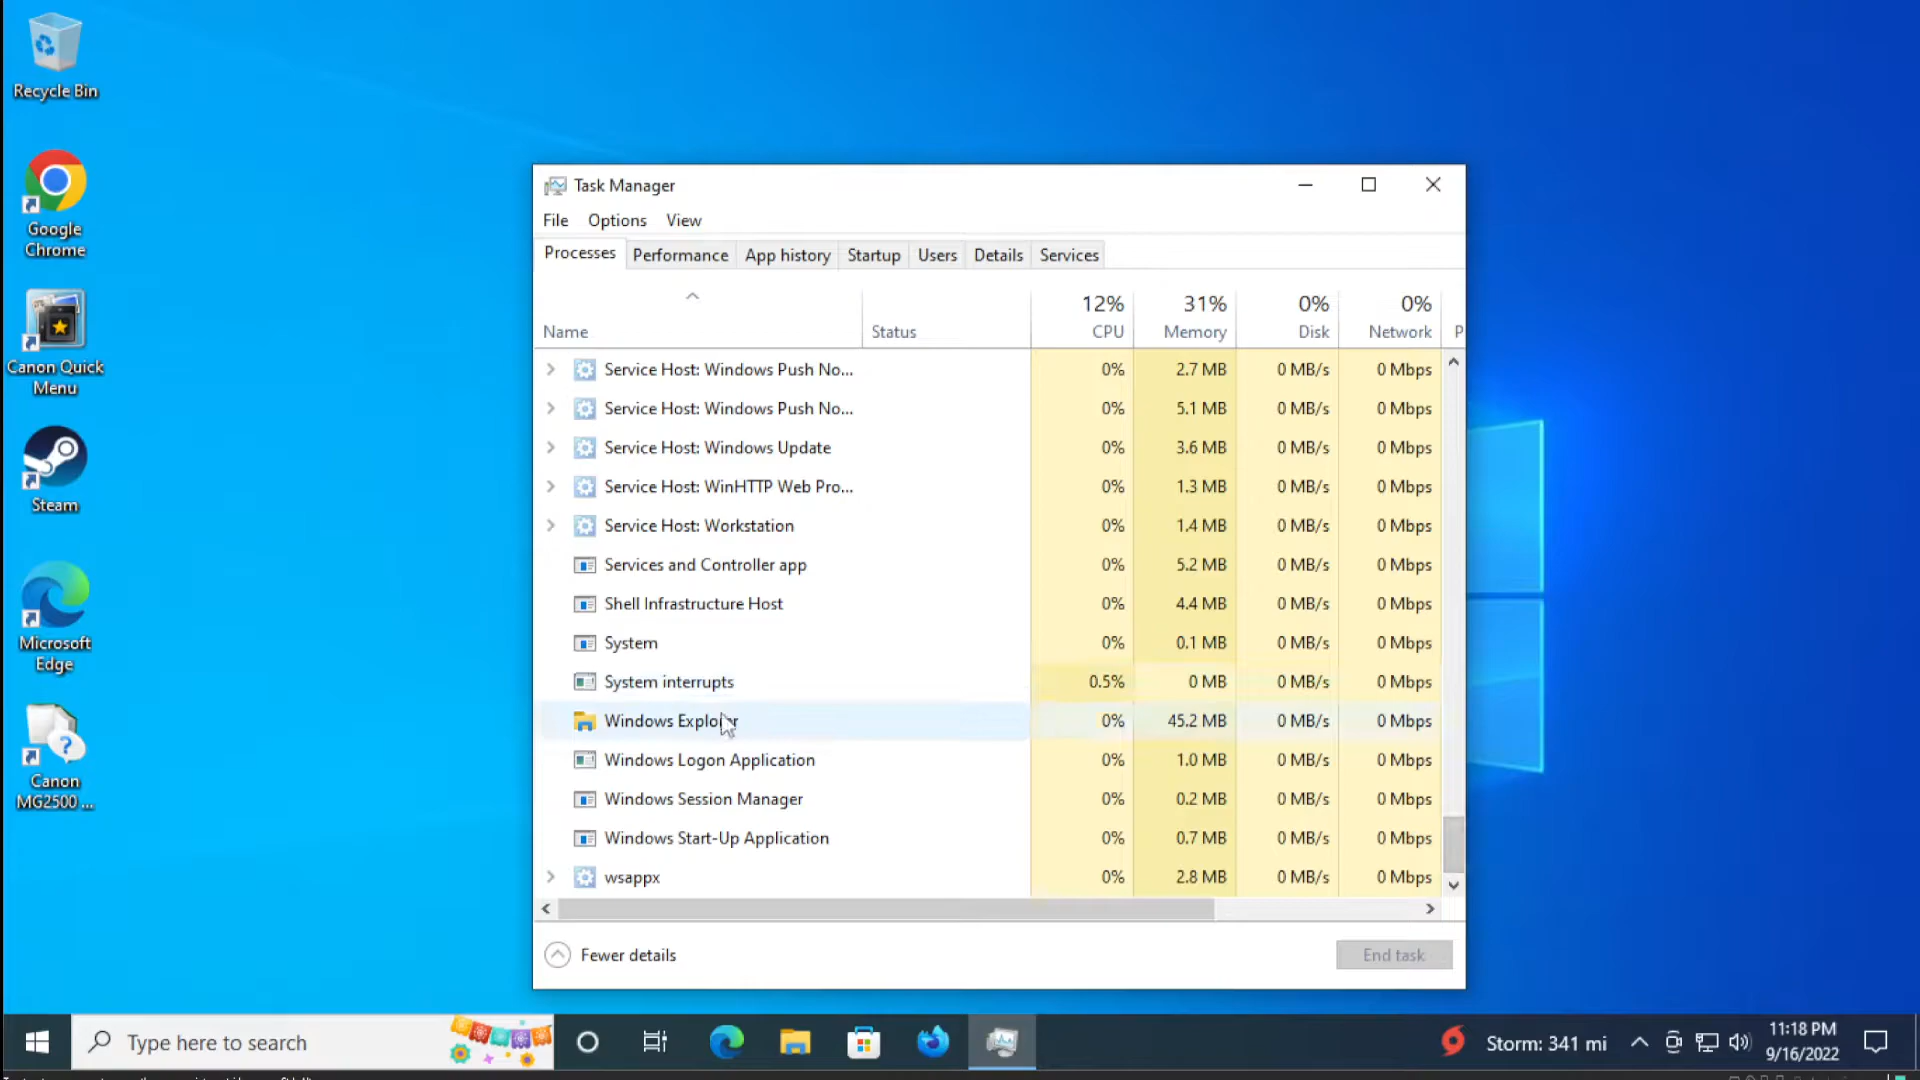 Recycle Bin
Google
Chrome
Canon Quick
Menu
Steam
Microsoft
Edge
Canon
MG2500 ...
Task Manager
File Options View
Processes Performance App history Startup Users Details Services
12% 31% 0% 0%
Name Status CPU Memory Disk Network P
Service Host: Windows Push No... 0% 2.7 MB 0 MB/s 0 Mbps
Service Host: Windows Push No... 0% 5.1 MB 0 MB/s 0 Mbps
Service Host: Windows Update 0% 3.6 MB 0 MB/s 0 Mbps
Service Host: WinHTTP Web Pro... 0% 1.3 MB 0 MB/s 0 Mbps
Service Host: Workstation 0% 1.4 MB 0 MB/s 0 Mbps
Services and Controller app 0% 5.2 MB 0 MB/s 0 Mbps
Shell Infrastructure Host 0% 4.4 MB 0 MB/s 0 Mbps
System 0% 0.1 MB 0 MB/s 0 Mbps
System interrupts 0.5% 0 MB 0 MB/s 0 Mbps
Windows Explorer 0% 45.2 MB 0 MB/s 0 Mbps
Windows Logon Application 0% 1.0 MB 0 MB/s 0 Mbps
Windows Session Manager 0% 0.2 MB 0 MB/s 0 Mbps
Windows Start-Up Application 0% 0.7 MB 0 MB/s 0 Mbps
wsappx 0% 2.8 MB 0 MB/s 0 Mbps
Fewer details End task
Type here to search
Storm: 341 mi
11:18 PM
9/16/2022